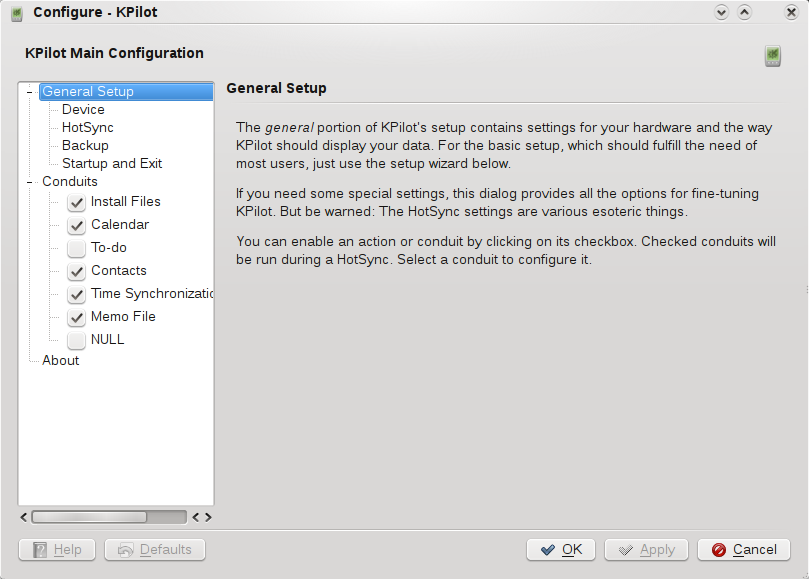 Configure - KPilot
KPilot Main Configuration
General Setup
Device
HotSync
Backup
Startup and Exit
Conduits
Install Files
Calendar
To-do
Contacts
Time Synchronizatio
Memo File
NULL
About
General Setup
The general portion of KPilot's setup contains settings for your hardware and the way
KPilot should display your data. For the basic setup, which should fulfill the need of
most users, just use the setup wizard below.
If you need some special settings, this dialog provides all the options for fine-tuning
KPilot. But be warned: The HotSync settings are various esoteric things.
You can enable an action or conduit by clicking on its checkbox. Checked conduits will
be run during a HotSync. Select a conduit to configure it.
Help
Defaults
OK
Apply
Cancel